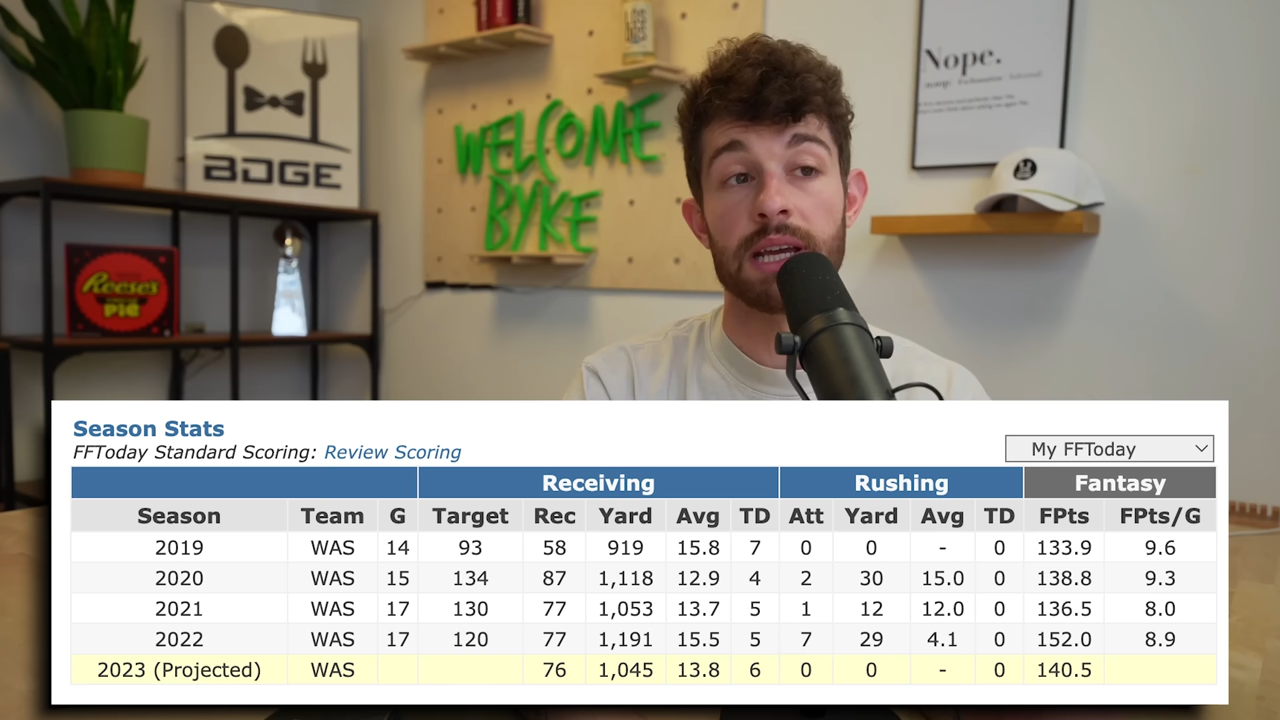 BDGE
WELCOME
BYKE
Nope.
Reese's
PIE
Season Stats
FFToday Standard Scoring: Review Scoring
My FFToday
Receiving Rushing Fantasy
Season Team G Target Rec Yard Avg TD Att Yard Avg TD FPts FPts/G
2019 WAS 14 93 58 919 15.8 7 0 0 - 0 133.9 9.6
2020 WAS 15 134 87 1,118 12.9 4 2 30 15.0 0 138.8 9.3
2021 WAS 17 130 77 1,053 13.7 5 1 12 12.0 0 136.5 8.0
2022 WAS 17 120 77 1,191 15.5 5 7 29 4.1 0 152.0 8.9
2023 (Projected) WAS 76 1,045 13.8 6 0 0 - 0 140.5